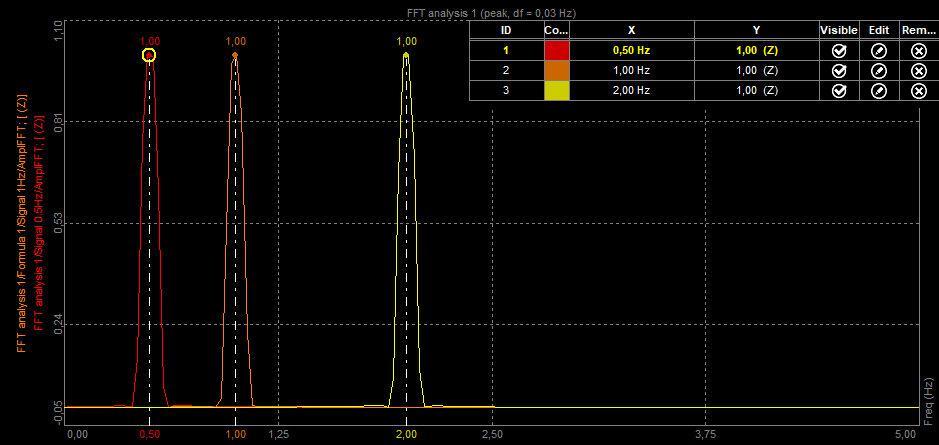 FFT analysis 1 (peak, df = 0,03 Hz)
ID Co... X Y Visible Edit Rem...
1 0,50 Hz 1,00 (Z)
2 1,00 Hz 1,00 (Z)
3 2,00 Hz 1,00 (Z)
1,00 1,00 1,00
1,10
0,81
0,53
0,24
-0,05
FFT analysis 1/Formula 1/Signal 1Hz/AmplFFT; [ (Z)]
FFT analysis 1/Signal 0,5Hz/AmplFFT; [ (Z)]
0,00 0,50 1,00 1,25 2,00 2,50 3,75 5,00
Freq (Hz)